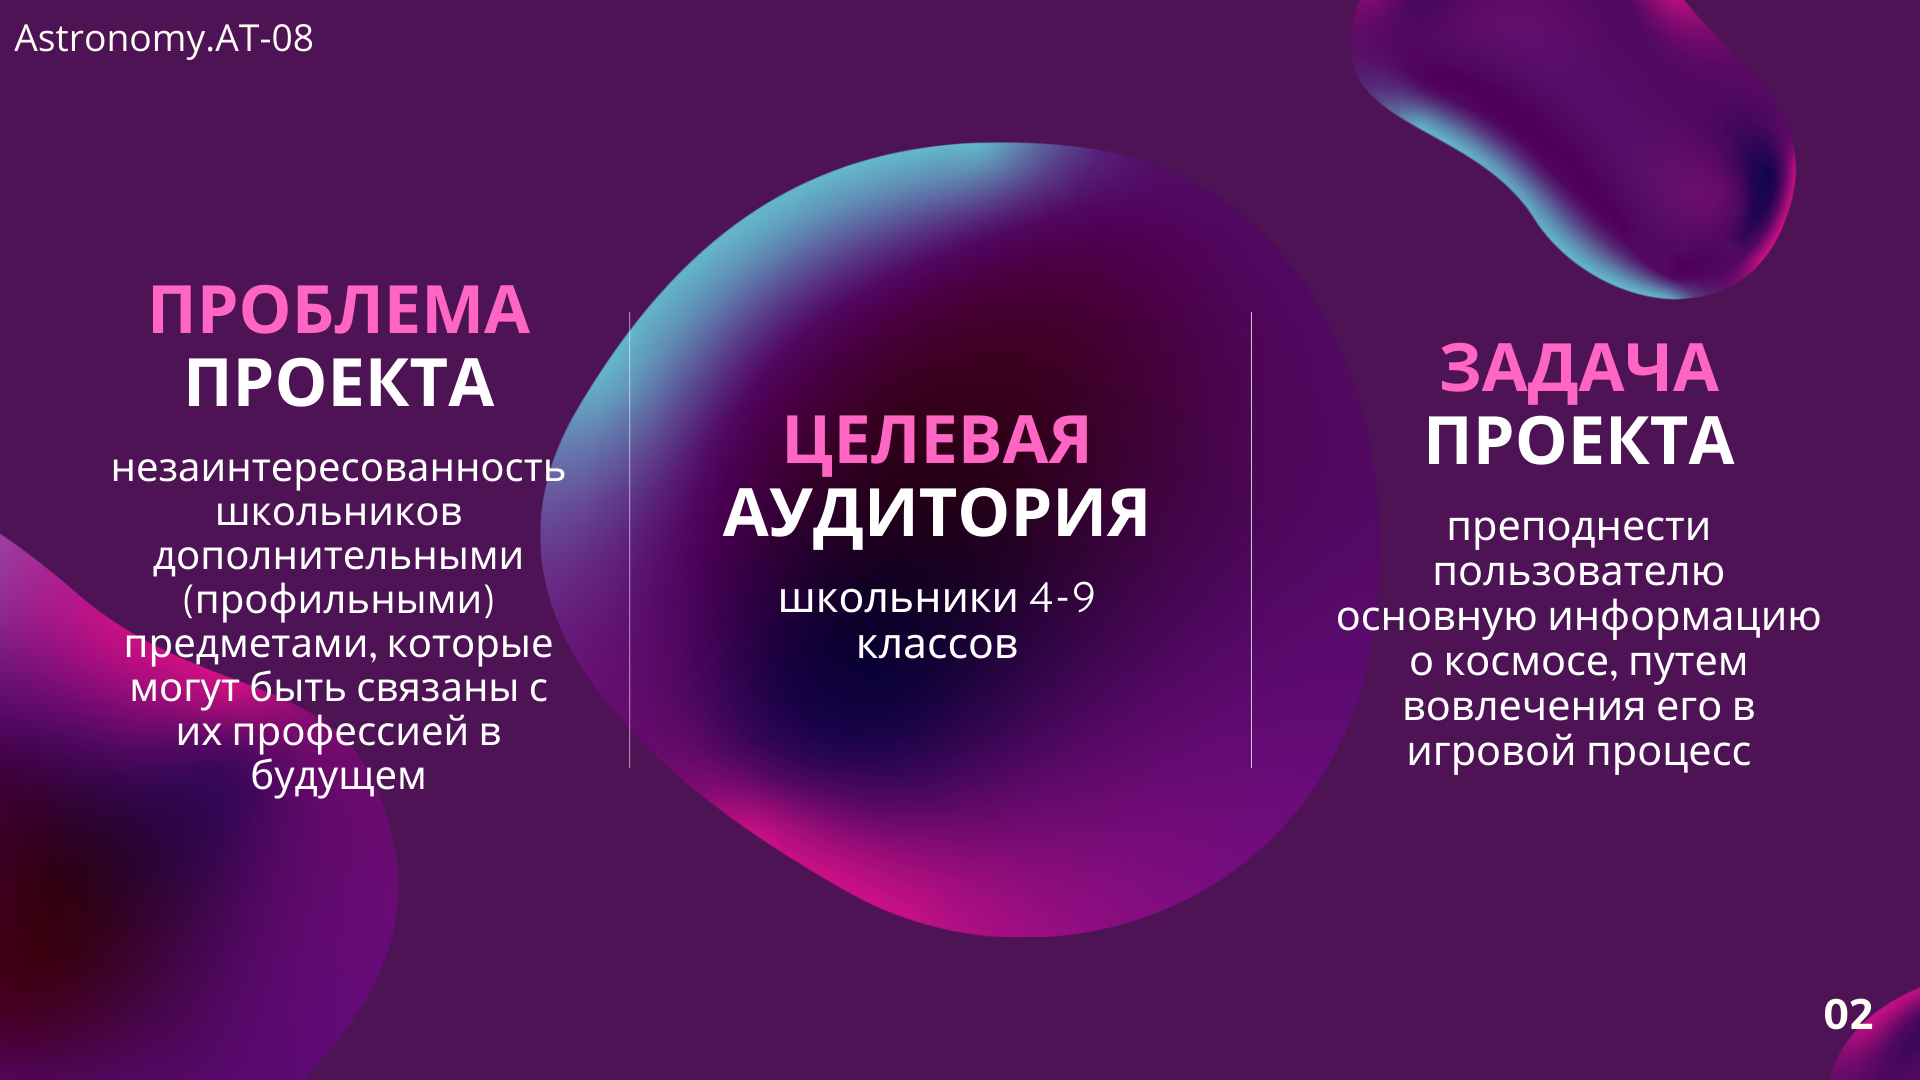 Astronomy.AT-08
ПРОБЛЕМА
ПРОЕКТА
незаинтересованность
школьников
дополнительными
(профильными)
предметами, которые
могут быть связаны с
их профессией в
будущем
ЦЕЛЕВАЯ
АУДИТОРИЯ
школьники 4-9
классов
ЗАДАЧА
ПРОЕКТА
преподнести
пользователю
основную информацию
о космосе, путем
вовлечения его в
игровой процесс
02